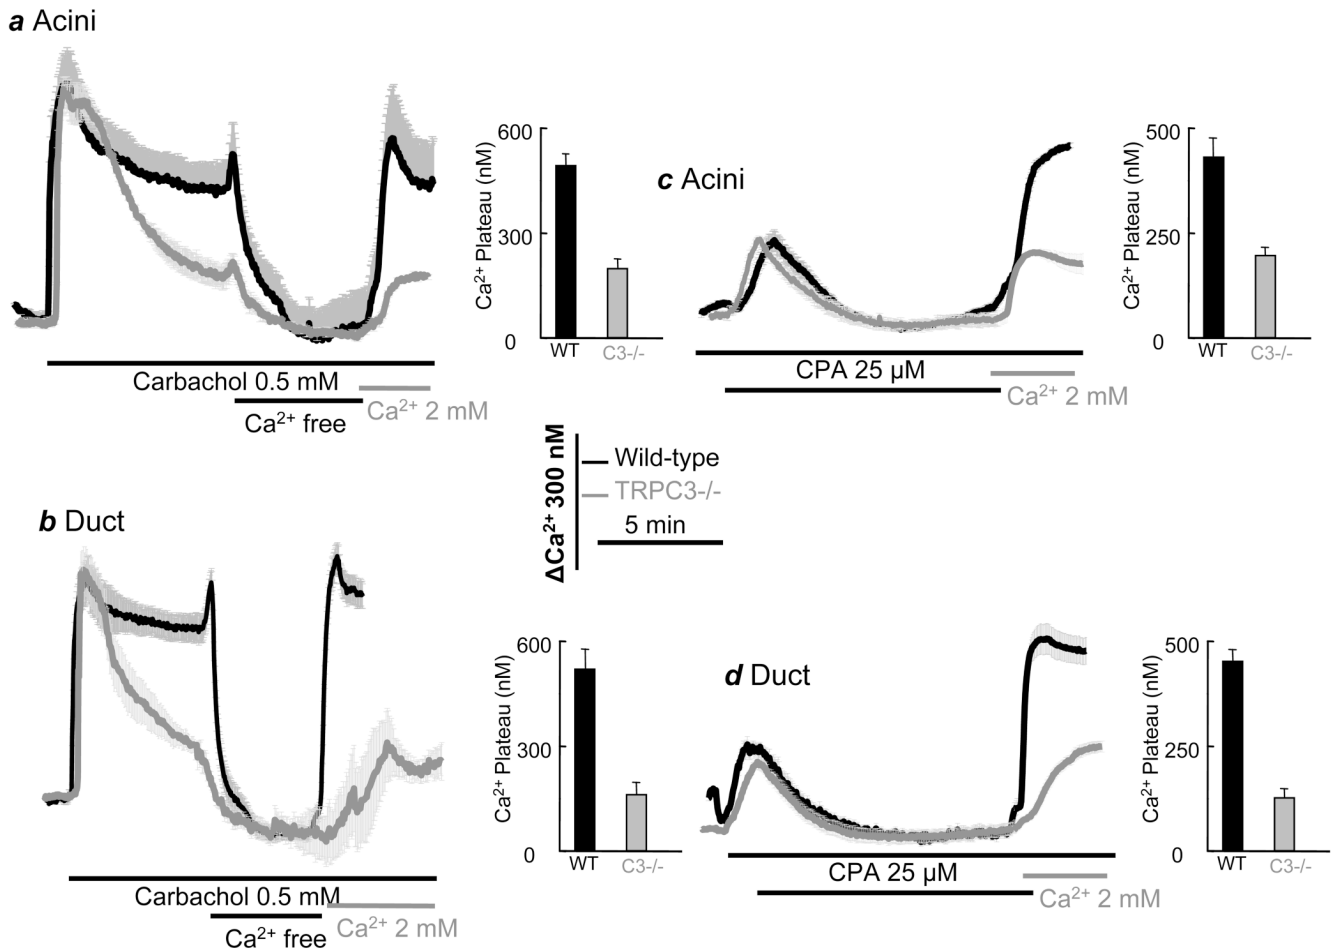 a Acini
600
300
0
Ca²⁺ Plateau (nM)
WT
C3-/-
Carbachol 0.5 mM
Ca²⁺ free
Ca²⁺ 2 mM
c Acini
500
250
0
Ca²⁺ Plateau (nM)
WT
C3-/-
CPA 25 µM
Ca²⁺ 2 mM
ΔCa²⁺ 300 nM
Wild-type
TRPC3-/-
5 min
b Duct
600
300
0
Ca²⁺ Plateau (nM)
WT
C3-/-
Carbachol 0.5 mM
Ca²⁺ free
Ca²⁺ 2 mM
d Duct
500
250
0
Ca²⁺ Plateau (nM)
WT
C3-/-
CPA 25 µM
Ca²⁺ 2 mM